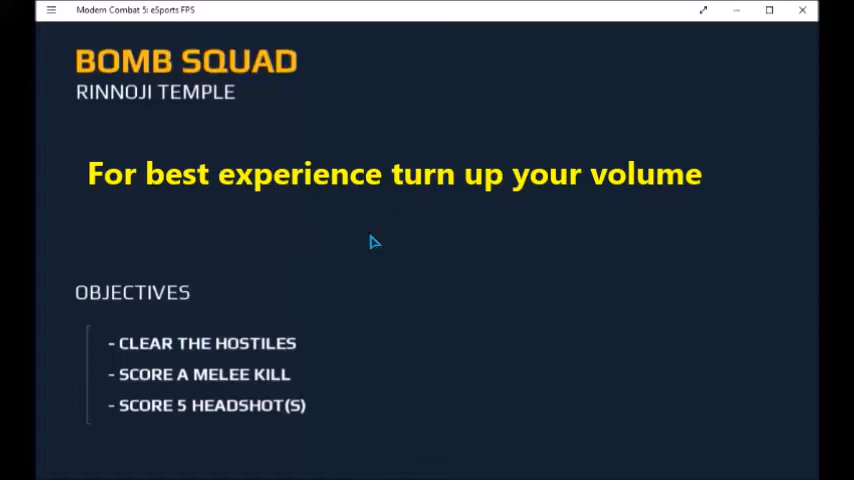 Modern Combat 5: eSports FPS
BOMB SQUAD
RINNOJI TEMPLE
For best experience turn up your volume
OBJECTIVES
- CLEAR THE HOSTILES
- SCORE A MELEE KILL
- SCORE 5 HEADSHOT(S)